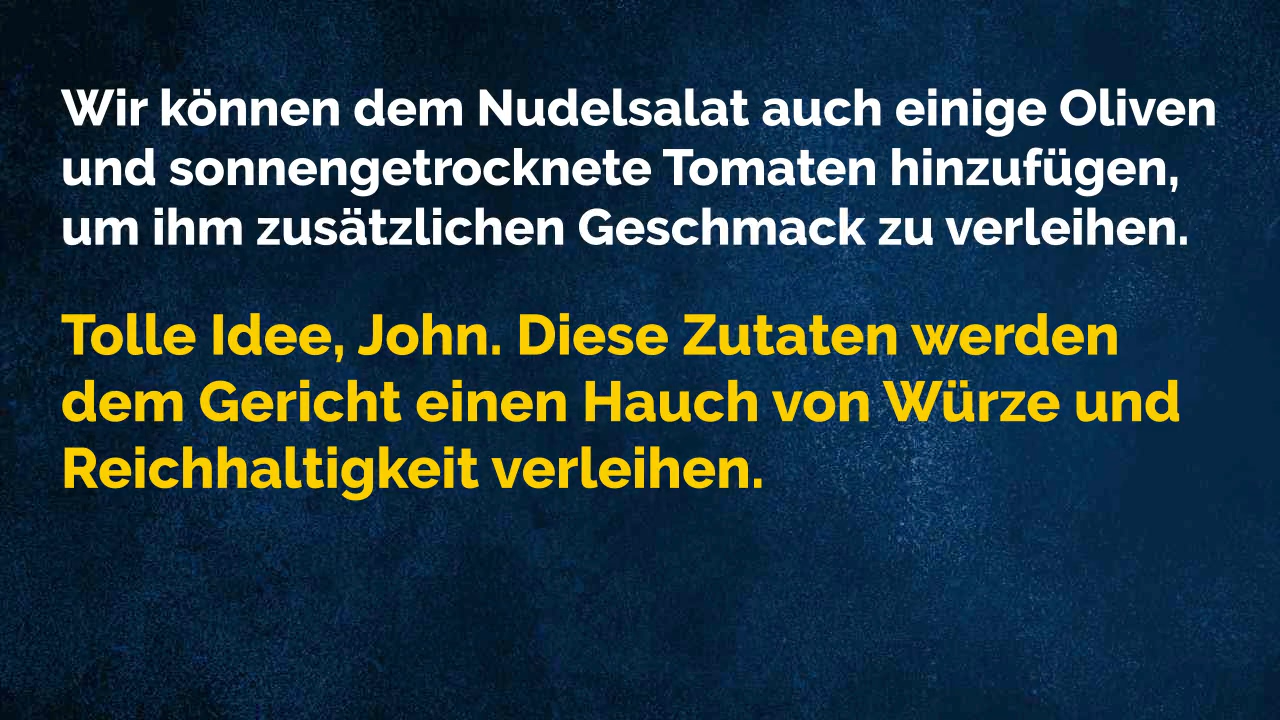 Wir können dem Nudelsalat auch einige Oliven
und sonnengetrocknete Tomaten hinzufügen,
um ihm zusätzlichen Geschmack zu verleihen.
Tolle Idee, John. Diese Zutaten werden
dem Gericht einen Hauch von Würze und
Reichhaltigkeit verleihen.